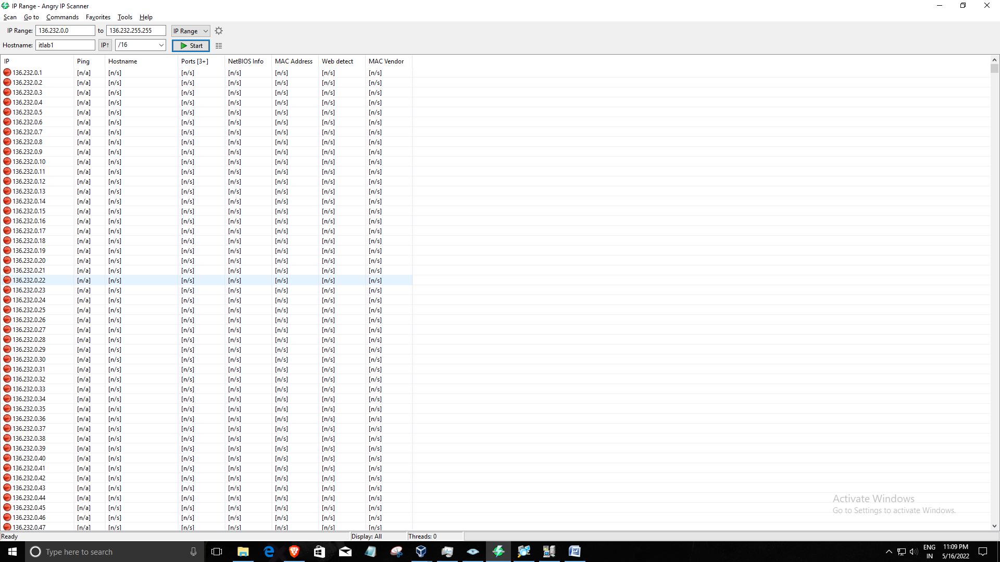 IP Range - Angry IP Scanner
Scan Go to Commands Favorites Tools Help
IP Range: 136.232.0.0 to 136.232.255.255 IP Range
Hostname: itlab1 IP↑ /16 Start
IP Ping Hostname Ports [3+] NetBIOS Info MAC Address Web detect MAC Vendor
136.232.0.1 [n/a] [n/s] [n/s] [n/s] [n/s] [n/s] [n/s]
136.232.0.2 [n/a] [n/s] [n/s] [n/s] [n/s] [n/s] [n/s]
136.232.0.3 [n/a] [n/s] [n/s] [n/s] [n/s] [n/s] [n/s]
136.232.0.4 [n/a] [n/s] [n/s] [n/s] [n/s] [n/s] [n/s]
136.232.0.5 [n/a] [n/s] [n/s] [n/s] [n/s] [n/s] [n/s]
136.232.0.6 [n/a] [n/s] [n/s] [n/s] [n/s] [n/s] [n/s]
136.232.0.7 [n/a] [n/s] [n/s] [n/s] [n/s] [n/s] [n/s]
136.232.0.8 [n/a] [n/s] [n/s] [n/s] [n/s] [n/s] [n/s]
136.232.0.9 [n/a] [n/s] [n/s] [n/s] [n/s] [n/s] [n/s]
136.232.0.10 [n/a] [n/s] [n/s] [n/s] [n/s] [n/s] [n/s]
136.232.0.11 [n/a] [n/s] [n/s] [n/s] [n/s] [n/s] [n/s]
136.232.0.12 [n/a] [n/s] [n/s] [n/s] [n/s] [n/s] [n/s]
136.232.0.13 [n/a] [n/s] [n/s] [n/s] [n/s] [n/s] [n/s]
136.232.0.14 [n/a] [n/s] [n/s] [n/s] [n/s] [n/s] [n/s]
136.232.0.15 [n/a] [n/s] [n/s] [n/s] [n/s] [n/s] [n/s]
136.232.0.16 [n/a] [n/s] [n/s] [n/s] [n/s] [n/s] [n/s]
136.232.0.17 [n/a] [n/s] [n/s] [n/s] [n/s] [n/s] [n/s]
136.232.0.18 [n/a] [n/s] [n/s] [n/s] [n/s] [n/s] [n/s]
136.232.0.19 [n/a] [n/s] [n/s] [n/s] [n/s] [n/s] [n/s]
136.232.0.20 [n/a] [n/s] [n/s] [n/s] [n/s] [n/s] [n/s]
136.232.0.21 [n/a] [n/s] [n/s] [n/s] [n/s] [n/s] [n/s]
136.232.0.22 [n/a] [n/s] [n/s] [n/s] [n/s] [n/s] [n/s]
136.232.0.23 [n/a] [n/s] [n/s] [n/s] [n/s] [n/s] [n/s]
136.232.0.24 [n/a] [n/s] [n/s] [n/s] [n/s] [n/s] [n/s]
136.232.0.25 [n/a] [n/s] [n/s] [n/s] [n/s] [n/s] [n/s]
136.232.0.26 [n/a] [n/s] [n/s] [n/s] [n/s] [n/s] [n/s]
136.232.0.27 [n/a] [n/s] [n/s] [n/s] [n/s] [n/s] [n/s]
136.232.0.28 [n/a] [n/s] [n/s] [n/s] [n/s] [n/s] [n/s]
136.232.0.29 [n/a] [n/s] [n/s] [n/s] [n/s] [n/s] [n/s]
136.232.0.30 [n/a] [n/s] [n/s] [n/s] [n/s] [n/s] [n/s]
136.232.0.31 [n/a] [n/s] [n/s] [n/s] [n/s] [n/s] [n/s]
136.232.0.32 [n/a] [n/s] [n/s] [n/s] [n/s] [n/s] [n/s]
136.232.0.33 [n/a] [n/s] [n/s] [n/s] [n/s] [n/s] [n/s]
136.232.0.34 [n/a] [n/s] [n/s] [n/s] [n/s] [n/s] [n/s]
136.232.0.35 [n/a] [n/s] [n/s] [n/s] [n/s] [n/s] [n/s]
136.232.0.36 [n/a] [n/s] [n/s] [n/s] [n/s] [n/s] [n/s]
136.232.0.37 [n/a] [n/s] [n/s] [n/s] [n/s] [n/s] [n/s]
136.232.0.38 [n/a] [n/s] [n/s] [n/s] [n/s] [n/s] [n/s]
136.232.0.39 [n/a] [n/s] [n/s] [n/s] [n/s] [n/s] [n/s]
136.232.0.40 [n/a] [n/s] [n/s] [n/s] [n/s] [n/s] [n/s]
136.232.0.41 [n/a] [n/s] [n/s] [n/s] [n/s] [n/s] [n/s]
136.232.0.42 [n/a] [n/s] [n/s] [n/s] [n/s] [n/s] [n/s]
136.232.0.43 [n/a] [n/s] [n/s] [n/s] [n/s] [n/s] [n/s]
136.232.0.44 [n/a] [n/s] [n/s] [n/s] [n/s] [n/s] [n/s]
136.232.0.45 [n/a] [n/s] [n/s] [n/s] [n/s] [n/s] [n/s]
136.232.0.46 [n/a] [n/s] [n/s] [n/s] [n/s] [n/s] [n/s]
136.232.0.47 [n/a] [n/s] [n/s] [n/s] [n/s] [n/s] [n/s]
Activate Windows
Go to Settings to activate Windows.
Ready Display: All Threads: 0
Type here to search
ENG 11:09 PM
IN 5/16/2022